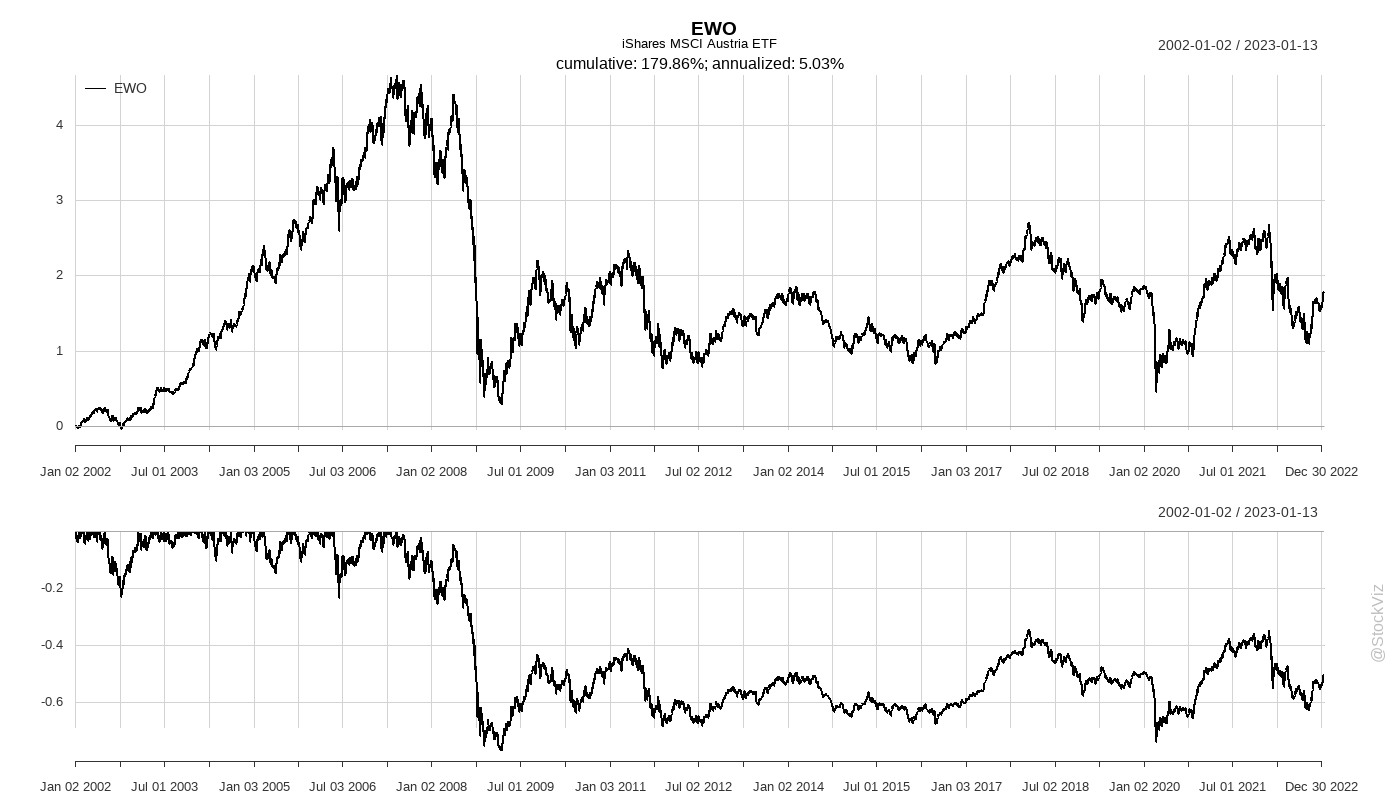 EWO
iShares MSCI Austria ETF
2002-01-02 / 2023-01-13
cumulative: 179.86%; annualized: 5.03%
EWO
4
3
2
1
0
Jan 02 2002 Jul 01 2003 Jan 03 2005 Jul 03 2006 Jan 02 2008 Jul 01 2009 Jan 03 2011 Jul 02 2012 Jan 02 2014 Jul 01 2015 Jan 03 2017 Jul 02 2018 Jan 02 2020 Jul 01 2021 Dec 30 2022
2002-01-02 / 2023-01-13
-0.2
-0.4
-0.6
Jan 02 2002 Jul 01 2003 Jan 03 2005 Jul 03 2006 Jan 02 2008 Jul 01 2009 Jan 03 2011 Jul 02 2012 Jan 02 2014 Jul 01 2015 Jan 03 2017 Jul 02 2018 Jan 02 2020 Jul 01 2021 Dec 30 2022
@StockViz